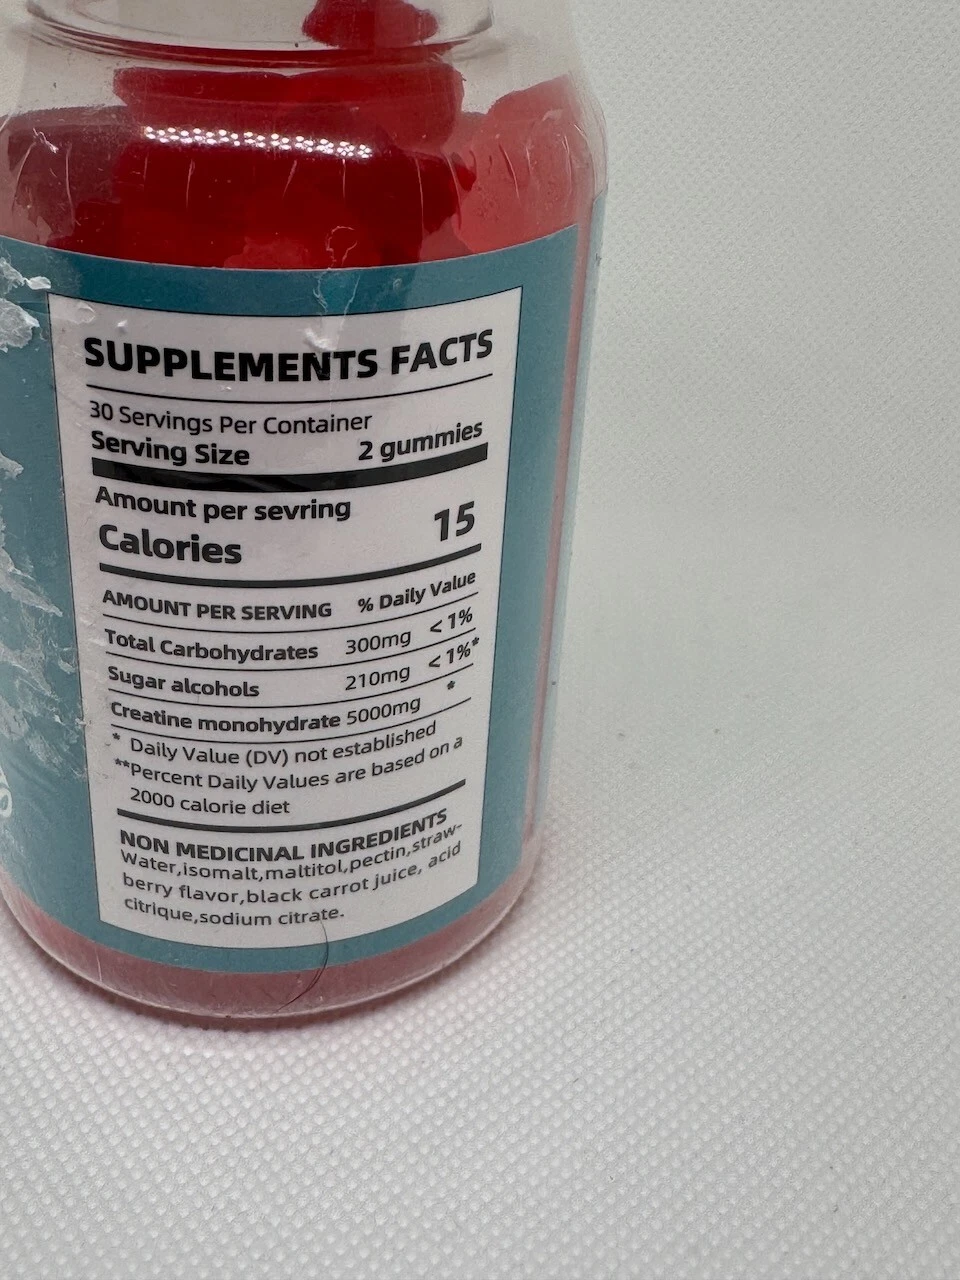 SUPPLEMENTS FACTS
30 Servings Per Container
Serving Size 2 gummies
Amount per sevring
Calories 15
AMOUNT PER SERVING % Daily Value
Total Carbohydrates 300mg < 1%
Sugar alcohols 210mg < 1%*
Creatine monohydrate 5000mg *
* Daily Value (DV) not established
**Percent Daily Values are based on a
2000 calorie diet
NON MEDICINAL INGREDIENTS
Water,isomalt,maltitol,pectin,straw-
berry flavor,black carrot juice, acid
citrique,sodium citrate.